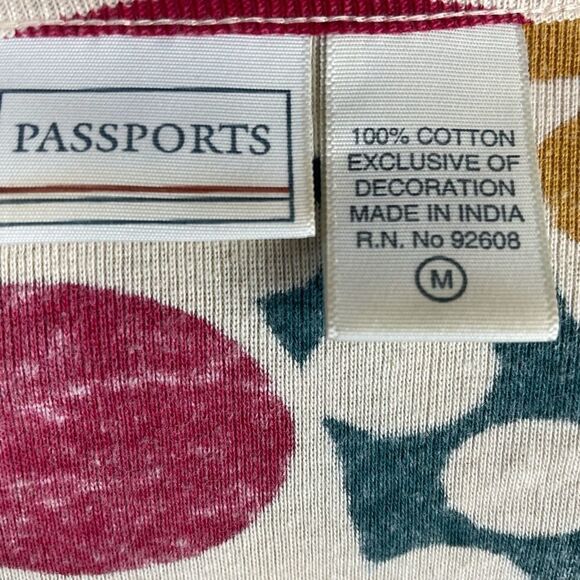 PASSPORTS
100% COTTON
EXCLUSIVE OF
DECORATION
MADE IN INDIA
R.N. No 92608
M